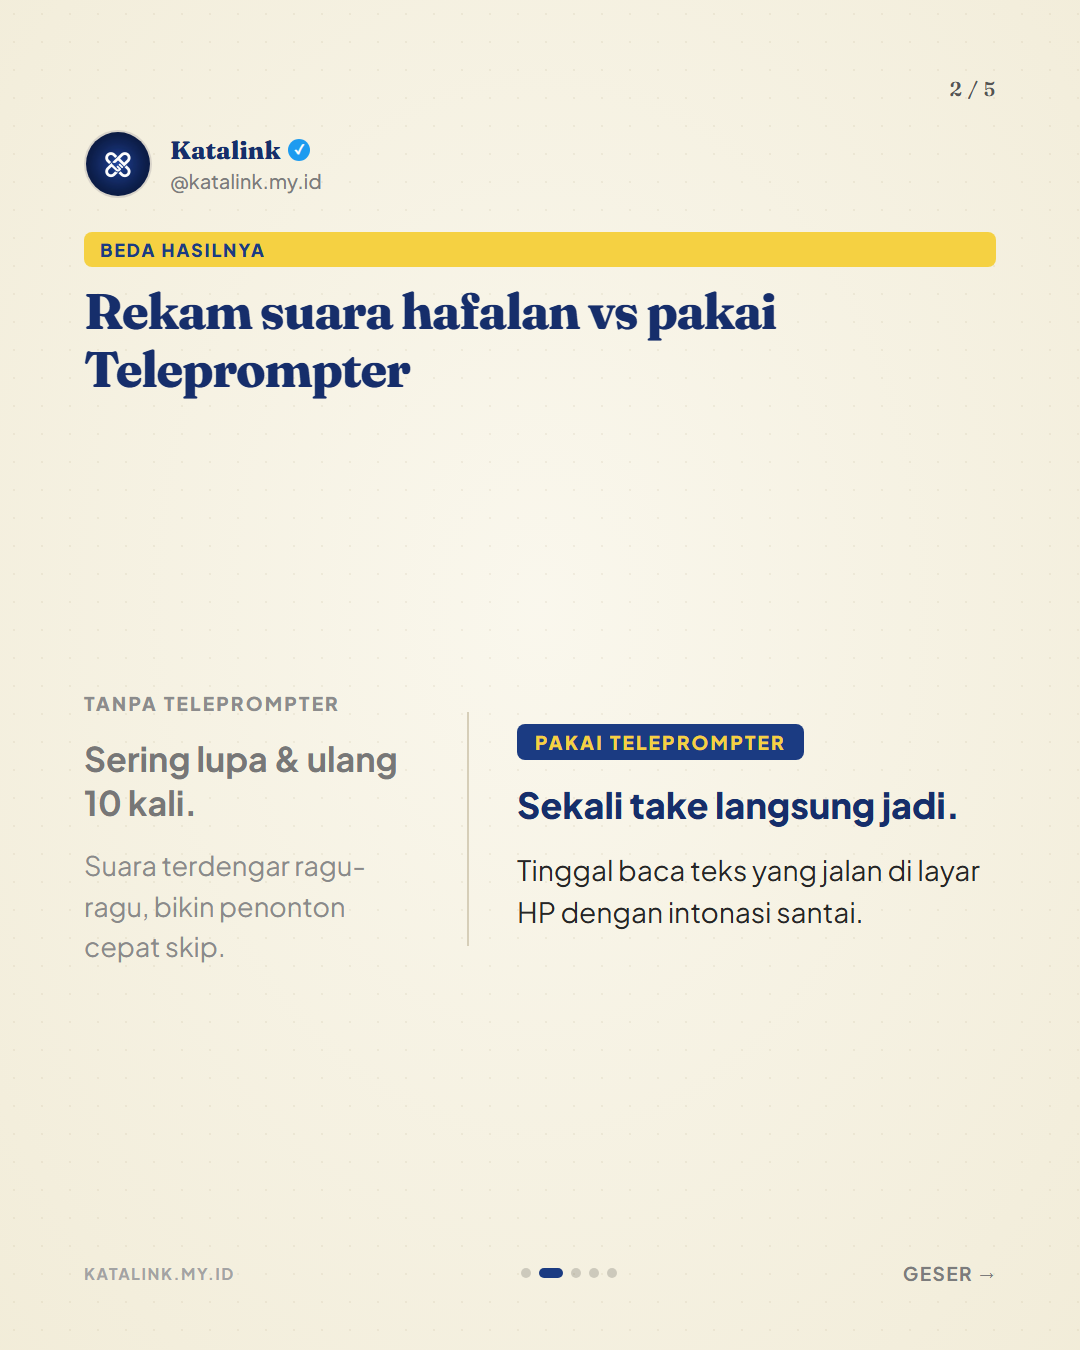 2 / 5
Katalink
@katalink.my.id
BEDA HASILNYA
Rekam suara hafalan vs pakai
Teleprompter
TANPA TELEPROMPTER
Sering lupa & ulang
10 kali.
Suara terdengar ragu-
ragu, bikin penonton
cepat skip.
PAKAI TELEPROMPTER
Sekali take langsung jadi.
Tinggal baca teks yang jalan di layar
HP dengan intonasi santai.
KATALINK.MY.ID
GESER →